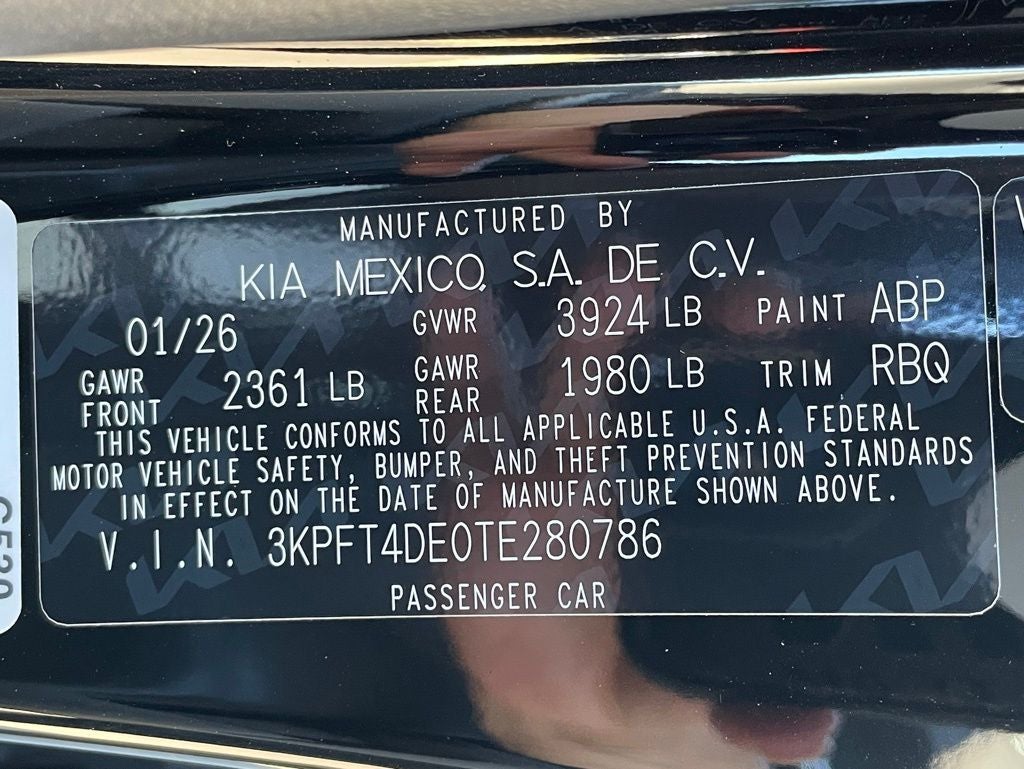 MANUFACTURED BY
KIA MEXICO, S.A. DE C.V.
01/26 GVWR 3924 LB PAINT ABP
GAWR FRONT 2361 LB GAWR REAR 1980 LB TRIM RBQ
THIS VEHICLE CONFORMS TO ALL APPLICABLE U.S.A. FEDERAL
MOTOR VEHICLE SAFETY, BUMPER, AND THEFT PREVENTION STANDARDS
IN EFFECT ON THE DATE OF MANUFACTURE SHOWN ABOVE.
V.I.N. 3KPFT4DE0TE280786
PASSENGER CAR